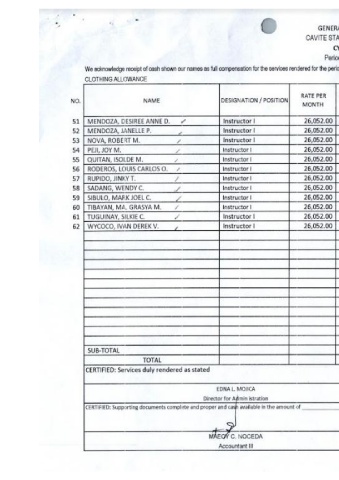 GENERA
CAVITE STA
CY
Perio
We acknowledge receipt of cash shown our names as full compensation for the services rendered for the perio
CLOTHING ALLOWANCE
NO. NAME DESIGNATION / POSITION RATE PER MONTH
51 MENDOZA, DESIREE ANNE D. Instructor I 26,052.00
52 MENDOZA, JANELLE P. Instructor I 26,052.00
53 NOVA, ROBERT M. Instructor I 26,052.00
54 PEJI, JOY M. Instructor I 26,052.00
55 QUITAN, ISOLDE M. Instructor I 26,052.00
56 RODEROS, LOUIS CARLOS O. Instructor I 26,052.00
57 RUPIDO, JINKY T. Instructor I 26,052.00
58 SADANG, WENDY C. Instructor I 26,052.00
59 SIBULO, MARK JOEL C. Instructor I 26,052.00
60 TIBAYAN, MA. GRASYA M. Instructor I 26,052.00
61 TUGUINAY, SILKIE C. Instructor I 26,052.00
62 WYCOCO, IVAN DEREK V. Instructor I 26,052.00
SUB-TOTAL
TOTAL
CERTIFIED: Services duly rendered as stated
EDNA L. MOJICA
Director for Administration
CERTIFIED: Supporting documents complete and proper and cash available in the amount of
C. NOCEDA
Accountant III